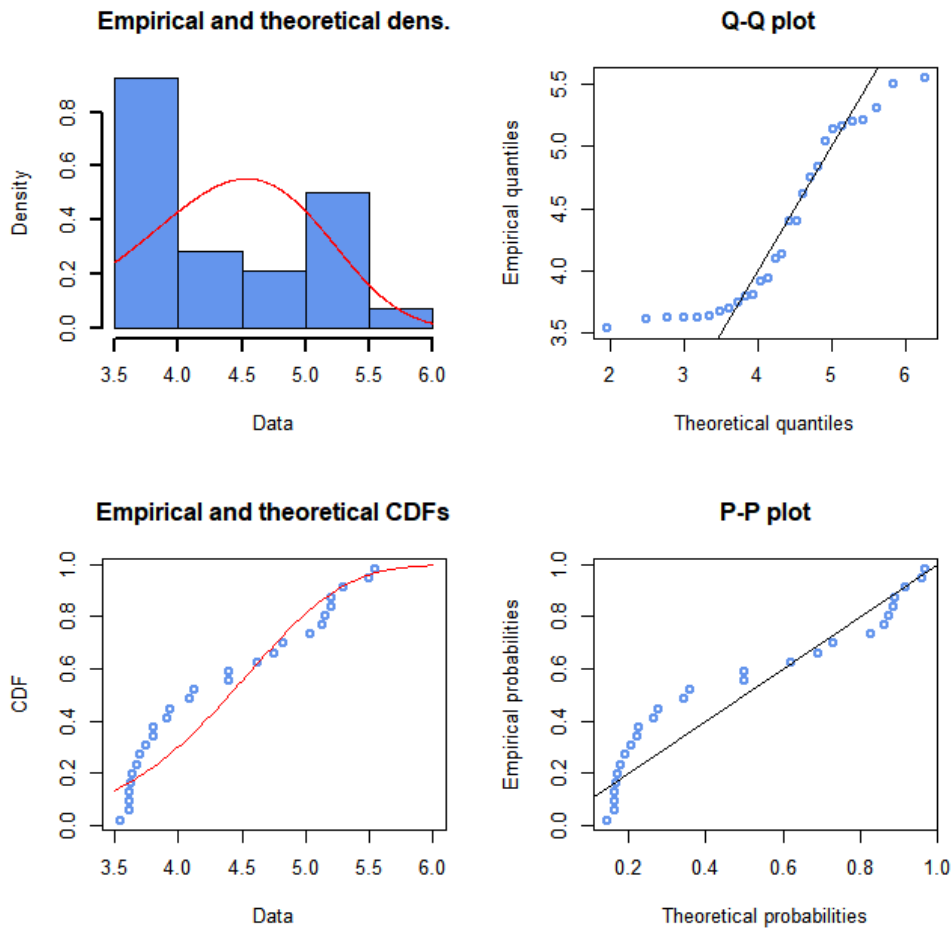 Empirical and theoretical dens.
Density
0.0 0.2 0.4 0.6 0.8
3.5 4.0 4.5 5.0 5.5 6.0
Data
Q-Q plot
Empirical quantiles
3.5 4.0 4.5 5.0 5.5
2 3 4 5 6
Theoretical quantiles
Empirical and theoretical CDFs
CDF
0.0 0.2 0.4 0.6 0.8 1.0
3.5 4.0 4.5 5.0 5.5 6.0
Data
P-P plot
Empirical probabilities
0.0 0.2 0.4 0.6 0.8 1.0
0.2 0.4 0.6 0.8 1.0
Theoretical probabilities